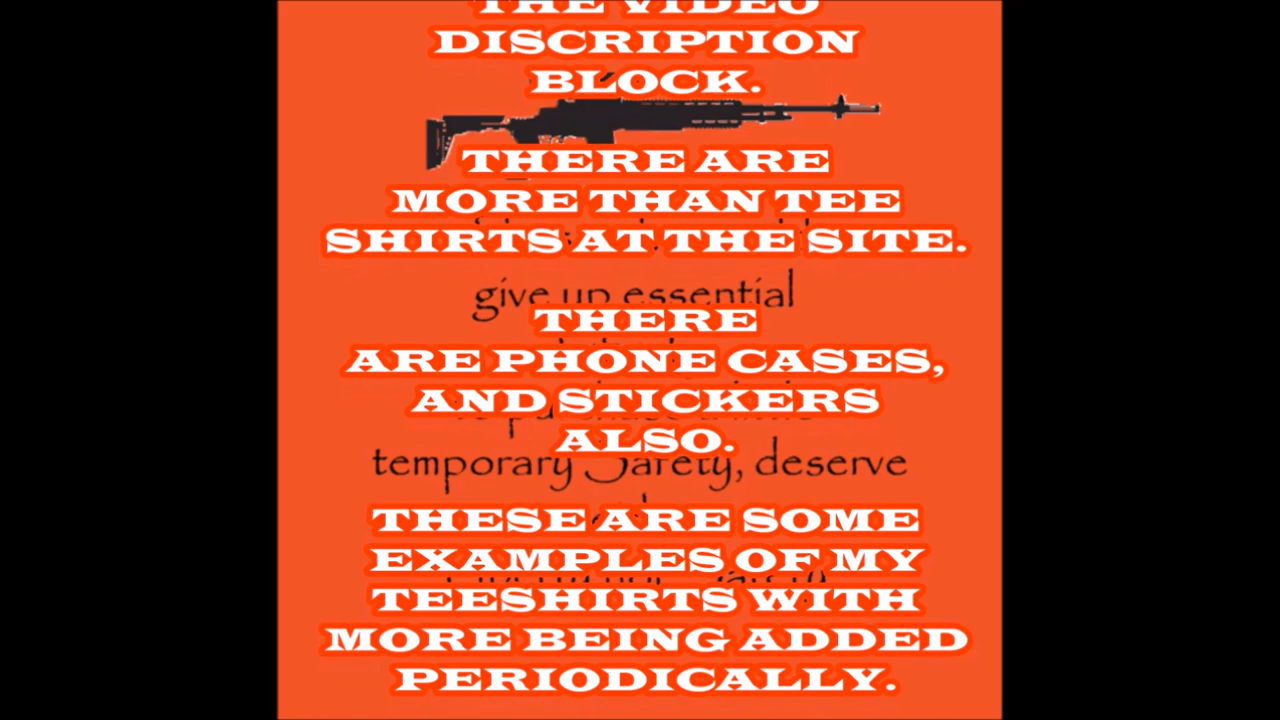 THE VIDEO
DISCRIPTION
BLOCK.
THERE ARE
MORE THAN TEE
SHIRTS AT THE SITE.
give up essential
THERE
ARE PHONE CASES,
AND STICKERS
ALSO.
temporary Safety, deserve
THESE ARE SOME
EXAMPLES OF MY
TEESHIRTS WITH
MORE BEING ADDED
PERIODICALLY.